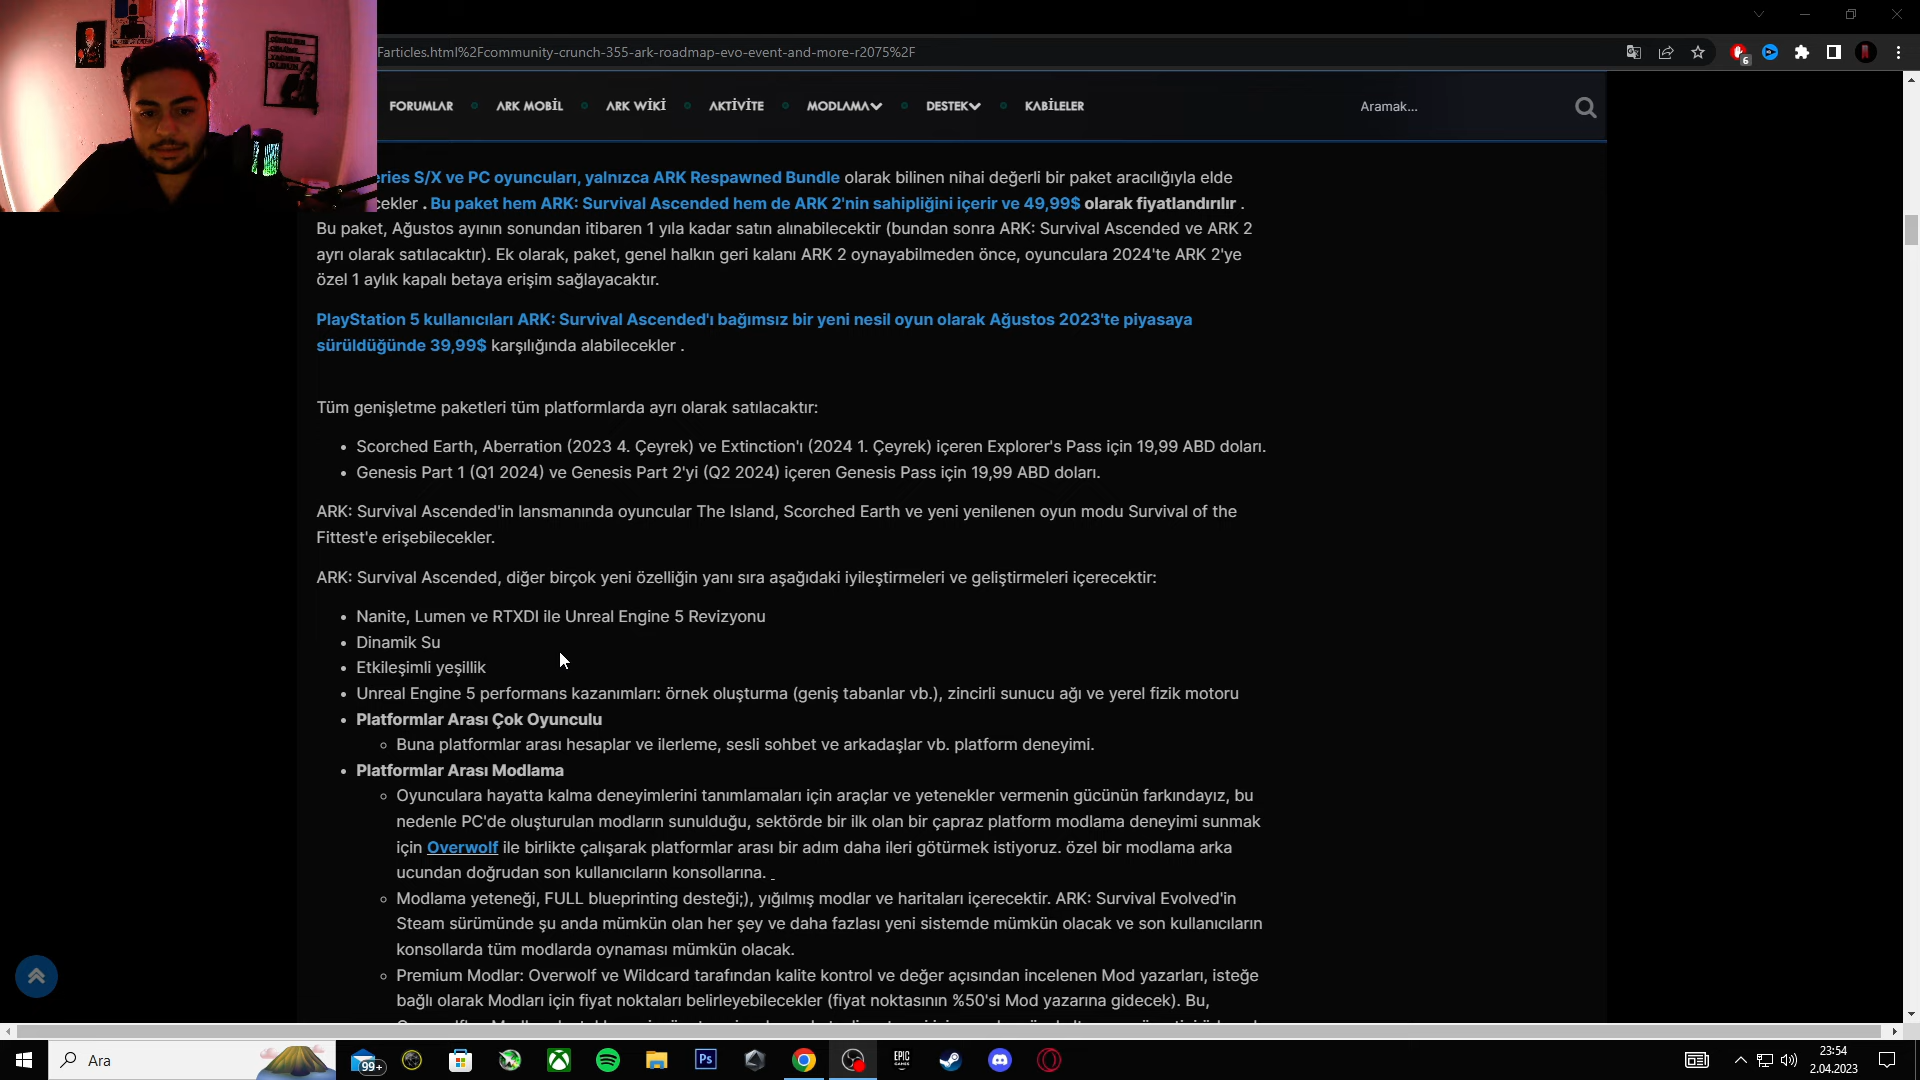 Farticles.html%2Fcommunity-crunch-355-ark-roadmap-evo-event-and-more-r2075%2F
6
FORUMLAR
ARK MOBİL
ARK WİKİ
AKTİVİTE
MODLAMA
DESTEK
KABİLELER
Aramak...
eries S/X ve PC oyuncuları, yalnızca ARK Respawned Bundle olarak bilinen nihai değerli bir paket aracılığıyla elde
cekler . Bu paket hem ARK: Survival Ascended hem de ARK 2'nin sahipliğini içerir ve 49,99$ olarak fiyatlandırılır .
Bu paket, Ağustos ayının sonundan itibaren 1 yıla kadar satın alınabilecektir (bundan sonra ARK: Survival Ascended ve ARK 2
ayrı olarak satılacaktır). Ek olarak, paket, genel halkın geri kalanı ARK 2 oynayabilmeden önce, oyunculara 2024'te ARK 2'ye
özel 1 aylık kapalı betaya erişim sağlayacaktır.
PlayStation 5 kullanıcıları ARK: Survival Ascended'ı bağımsız bir yeni nesil oyun olarak Ağustos 2023'te piyasaya
sürüldüğünde 39,99$ karşılığında alabilecekler .
Tüm genişletme paketleri tüm platformlarda ayrı olarak satılacaktır:
• Scorched Earth, Aberration (2023 4. Çeyrek) ve Extinction'ı (2024 1. Çeyrek) içeren Explorer's Pass için 19,99 ABD doları.
• Genesis Part 1 (Q1 2024) ve Genesis Part 2'yi (Q2 2024) içeren Genesis Pass için 19,99 ABD doları.
ARK: Survival Ascended'in lansmanında oyuncular The Island, Scorched Earth ve yeni yenilenen oyun modu Survival of the
Fittest'e erişebilecekler.
ARK: Survival Ascended, diğer birçok yeni özelliğin yanı sıra aşağıdaki iyileştirmeleri ve geliştirmeleri içerecektir:
• Nanite, Lumen ve RTXDI ile Unreal Engine 5 Revizyonu
• Dinamik Su
• Etkileşimli yeşillik
• Unreal Engine 5 performans kazanımları: örnek oluşturma (geniş tabanlar vb.), zincirli sunucu ağı ve yerel fizik motoru
• Platformlar Arası Çok Oyunculu
◦ Buna platformlar arası hesaplar ve ilerleme, sesli sohbet ve arkadaşlar vb. platform deneyimi.
• Platformlar Arası Modlama
◦ Oyunculara hayatta kalma deneyimlerini tanımlamaları için araçlar ve yetenekler vermenin gücünün farkındayız, bu
nedenle PC'de oluşturulan modların sunulduğu, sektörde bir ilk olan bir çapraz platform modlama deneyimi sunmak
için Overwolf ile birlikte çalışarak platformlar arası bir adım daha ileri götürmek istiyoruz. özel bir modlama arka
ucundan doğrudan son kullanıcıların konsollarına.
◦ Modlama yeteneği, FULL blueprinting desteği;), yığılmış modlar ve haritaları içerecektir. ARK: Survival Evolved'in
Steam sürümünde şu anda mümkün olan her şey ve daha fazlası yeni sistemde mümkün olacak ve son kullanıcıların
konsollarda tüm modlarda oynaması mümkün olacak.
◦ Premium Modlar: Overwolf ve Wildcard tarafından kalite kontrol ve değer açısından incelenen Mod yazarları, isteğe
bağlı olarak Modları için fiyat noktaları belirleyebilecekler (fiyat noktasının %50'si Mod yazarına gidecek). Bu,
Ara
99+
Ps
EPIC
GAMES
23:54
2.04.2023